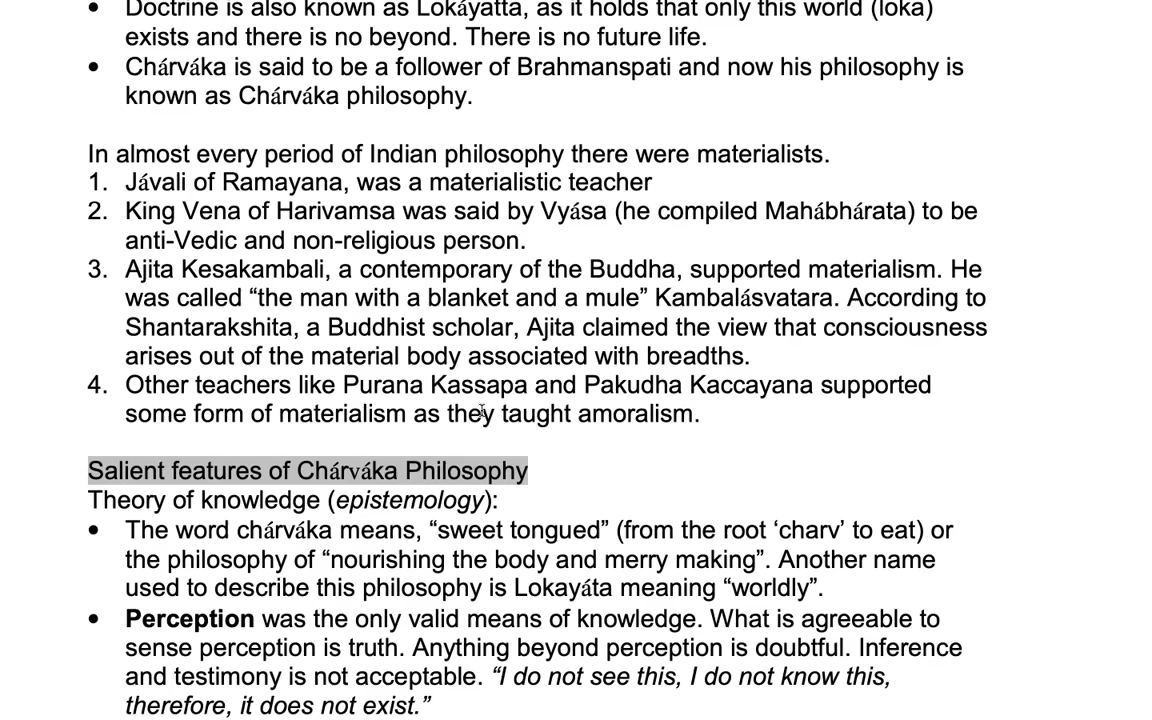 • Doctrine is also known as Lokáyatta, as it holds that only this world (loka)
exists and there is no beyond. There is no future life.
• Chárváka is said to be a follower of Brahmanspati and now his philosophy is
known as Chárváka philosophy.
In almost every period of Indian philosophy there were materialists.
1. Jávali of Ramayana, was a materialistic teacher
2. King Vena of Harivamsa was said by Vyása (he compiled Mahábhárata) to be
anti-Vedic and non-religious person.
3. Ajita Kesakambali, a contemporary of the Buddha, supported materialism. He
was called “the man with a blanket and a mule” Kambalásvatara. According to
Shantarakshita, a Buddhist scholar, Ajita claimed the view that consciousness
arises out of the material body associated with breadths.
4. Other teachers like Purana Kassapa and Pakudha Kaccayana supported
some form of materialism as they taught amoralism.
Salient features of Chárváka Philosophy
Theory of knowledge (epistemology):
• The word chárváka means, “sweet tongued” (from the root ‘charv’ to eat) or
the philosophy of “nourishing the body and merry making”. Another name
used to describe this philosophy is Lokayáta meaning “worldly”.
• Perception was the only valid means of knowledge. What is agreeable to
sense perception is truth. Anything beyond perception is doubtful. Inference
and testimony is not acceptable. “I do not see this, I do not know this,
therefore, it does not exist.”